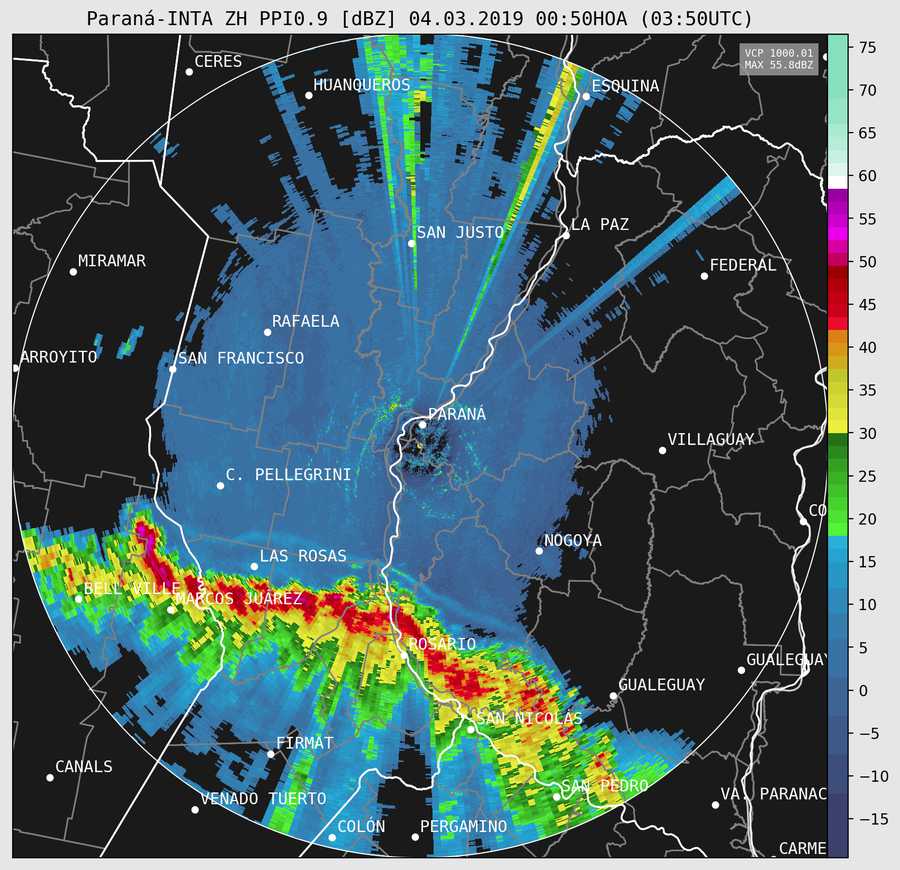 Paraná-INTA ZH PPI0.9 [dBZ] 04.03.2019 00:50HOA (03:50UTC)
VCP 1000.01
MAX 55.8dBZ
CERES
HUANQUEROS
ESQUINA
SAN JUSTO
LA PAZ
MIRAMAR
FEDERAL
RAFAELA
ARROYITO
SAN FRANCISCO
PARANÁ
VILLAGUAY
C. PELLEGRINI
CO
NOGOYA
LAS ROSAS
BELL VILLE
MARCOS JUÁREZ
ROSARIO
GUALEGUAY
GUALEGUAY
SAN NICOLÁS
FIRMAT
CANALS
SAN PEDRO
VENADO TUERTO
VA. PARANAC
COLÓN
PERGAMINO
CARME
75
70
65
60
55
50
45
40
35
30
25
20
15
10
5
0
−5
−10
−15